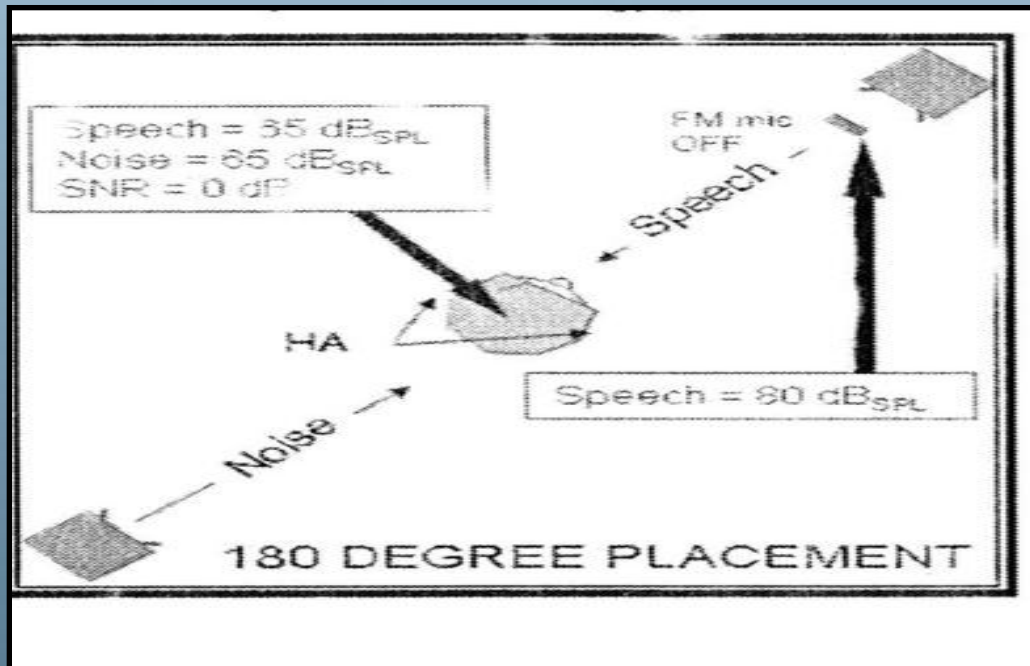 Speech = 65 dBSPL
Noise = 65 dBSPL
SNR = 0 dB
FM mic
OFF
Speech
HA
Speech = 80 dBSPL
Noise
180 DEGREE PLACEMENT